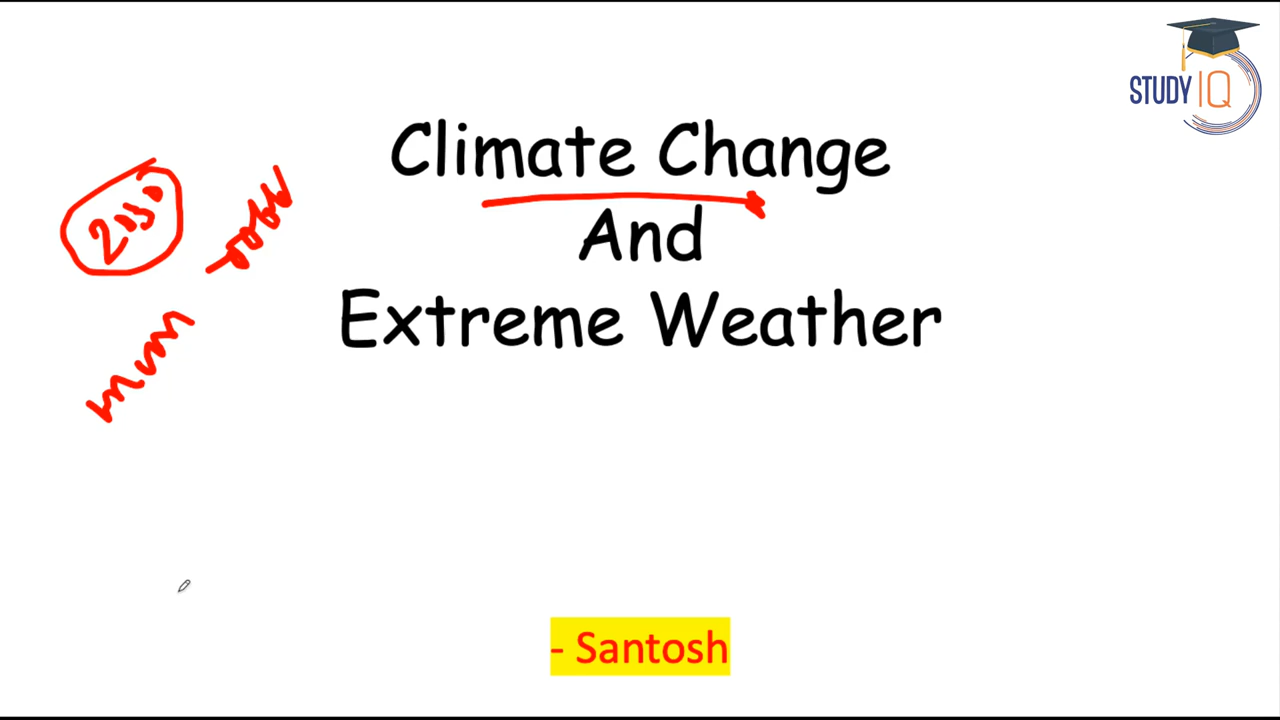 STUDY IQ
Climate Change
And
Extreme Weather
- Santosh